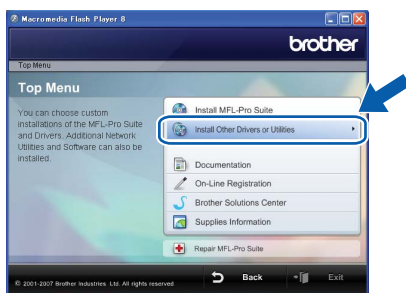 Macromedia Flash Player 8
brother
Top Menu
Top Menu
You can choose custom
installations of the MFL-Pro Suite
and Drivers. Additional Network
Utilities and Software can also be
installed.
Install MFL-Pro Suite
Install Other Drivers or Utilities
Documentation
On-Line Registration
Brother Solutions Center
Supplies Information
Repair MFL-Pro Suite
© 2001-2007 Brother Industries Ltd. All rights reserved
Back
Exit